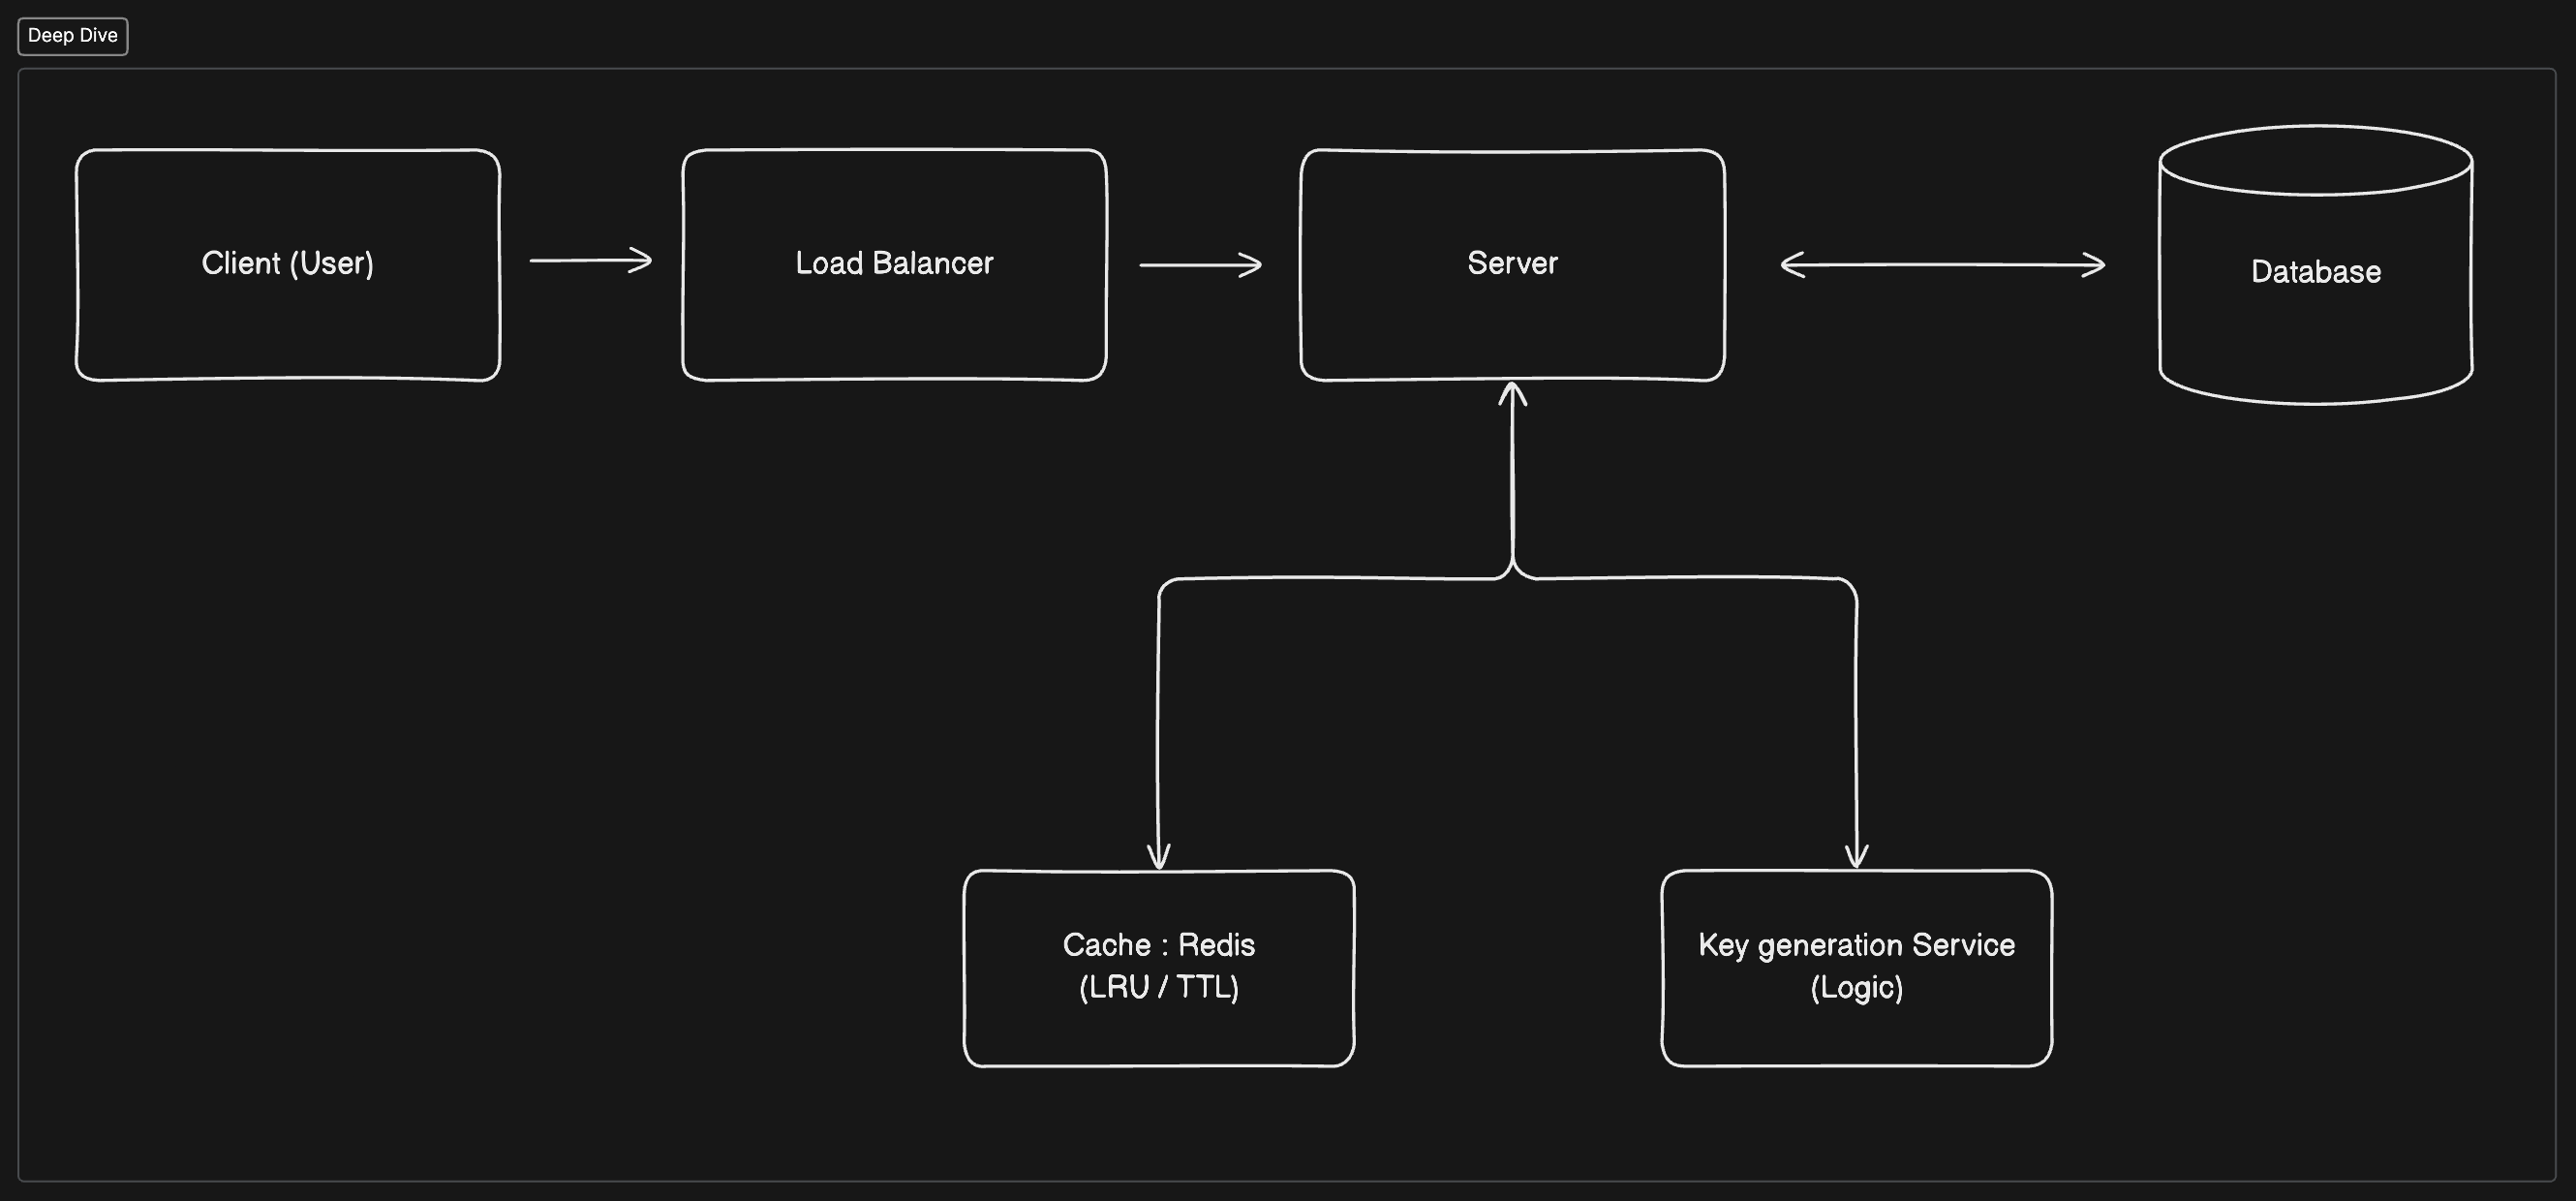 Deep Dive
Client (User)
Load Balancer
Server
Database
Cache : Redis
(LRU / TTL)
Key generation Service
(Logic)